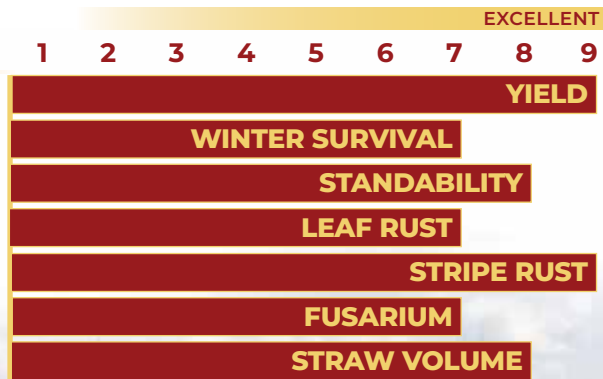 EXCELLENT
1 2 3 4 5 6 7 8 9
YIELD
WINTER SURVIVAL
STANDABILITY
LEAF RUST
STRIPE RUST
FUSARIUM
STRAW VOLUME